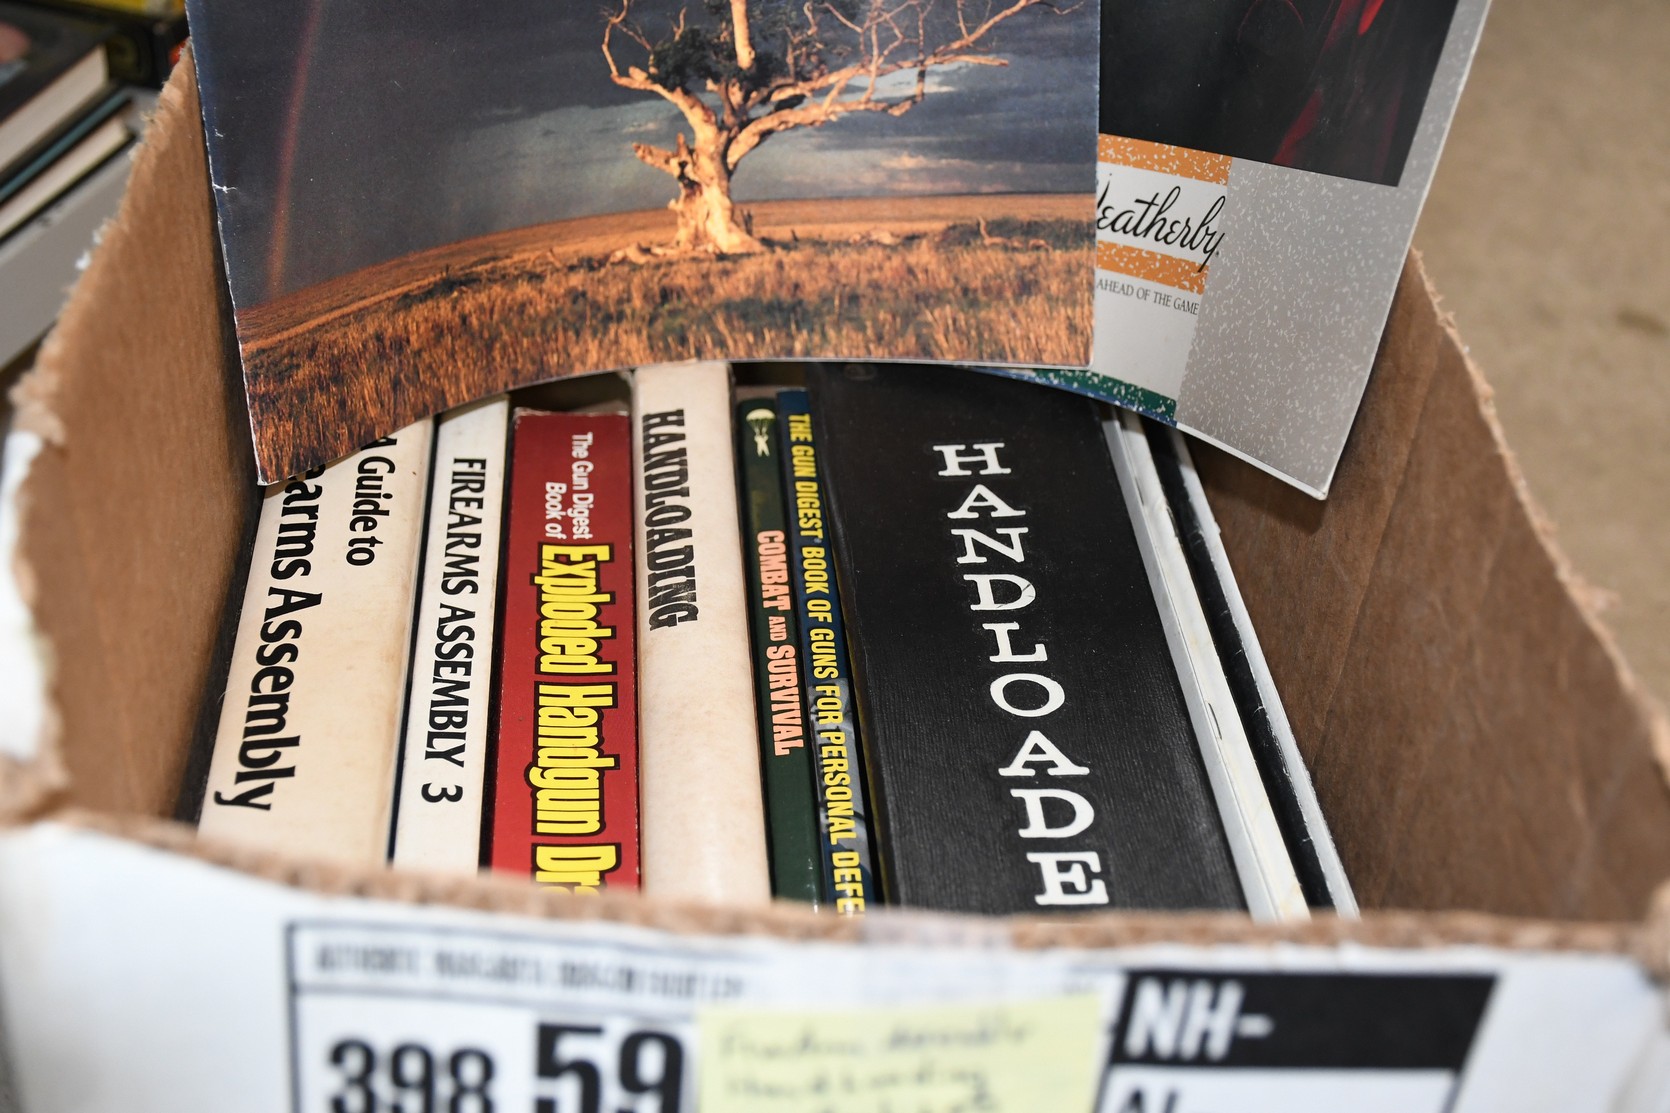 eatherby
AHEAD OF THE GAME
Guide to
arms Assembly
FIREARMS ASSEMBLY 3
The Gun Digest
Book of
Exploded Handgun Dr
HANDLOADING
COMBAT AND SURVIVAL
THE GUN DIGEST BOOK OF GUNS FOR PERSONAL DEFE
HANDLOADE
398
59
NH-
AL-